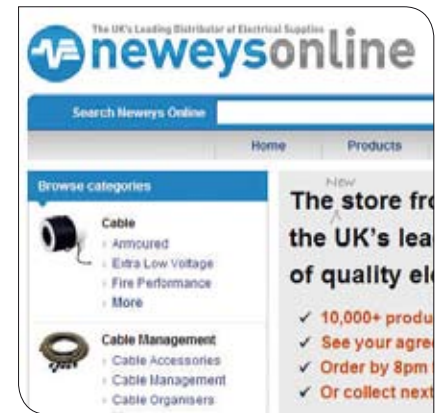 The UK's Leading Distributor of Electrical Supplies
neweysonline
Search Neweys Online
Home Products
Browse categories
Cable
Armoured
Extra Low Voltage
Fire Performance
More
Cable Management
Cable Accessories
Cable Management
Cable Organisers
New
The store fro
the UK's lea
of quality ele
✓ 10,000+ produ
✓ See your agre
✓ Order by 8pm
✓ Or collect next